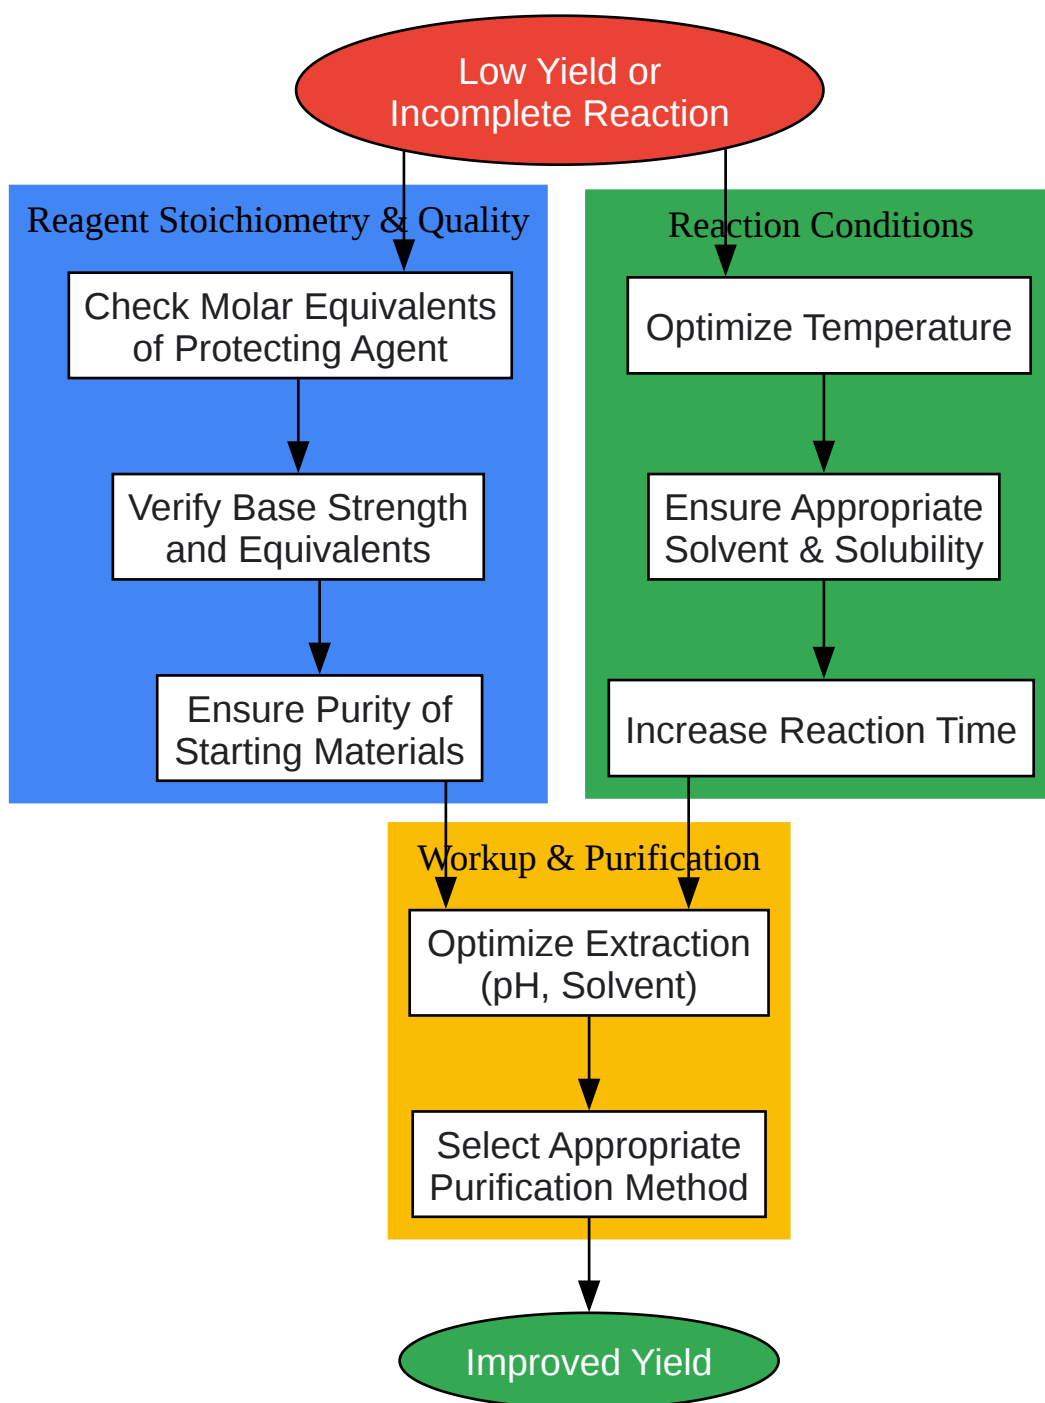 Low Yield or
Incomplete Reaction
Reagent Stoichiometry & Quality
Check Molar Equivalents
of Protecting Agent
Verify Base Strength
and Equivalents
Ensure Purity of
Starting Materials
Reaction Conditions
Optimize Temperature
Ensure Appropriate
Solvent & Solubility
Increase Reaction Time
Workup & Purification
Optimize Extraction
(pH, Solvent)
Select Appropriate
Purification Method
Improved Yield